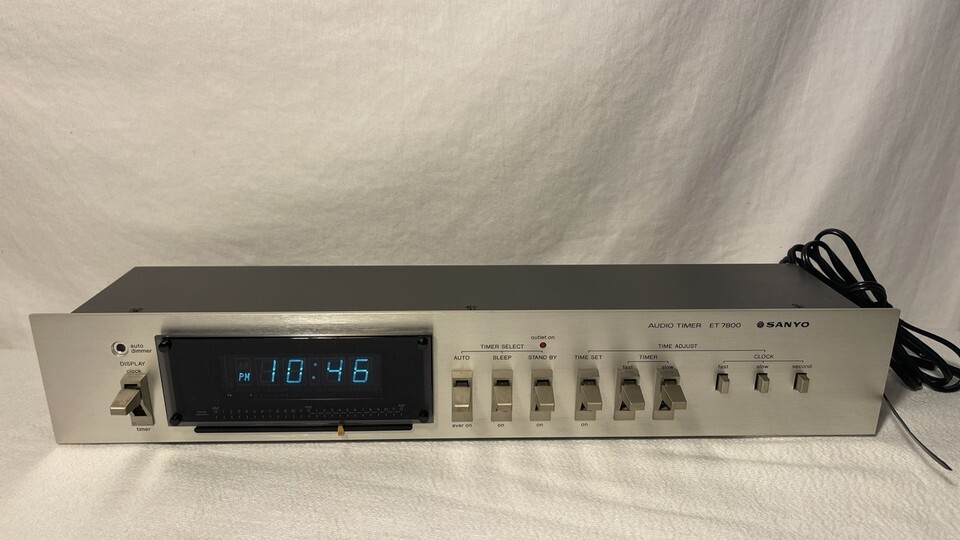 AUDIO TIMER ET 7800 SANYO
auto
dimmer
DISPLAY
clock
timer
PM 10:46
outlet on
TIMER SELECT
AUTO SLEEP STAND BY TIME SET
ever on on on on
TIME ADJUST
TIMER
fast slow
CLOCK
fast slow second